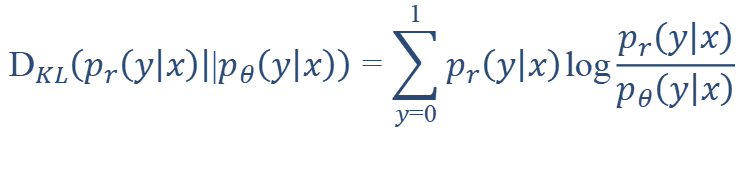 D_{KL}(p_r(y|x)||p_θ(y|x)) = \sum_{y=0}^{1} p_r(y|x) log \frac{p_r(y|x)}{p_θ(y|x)}